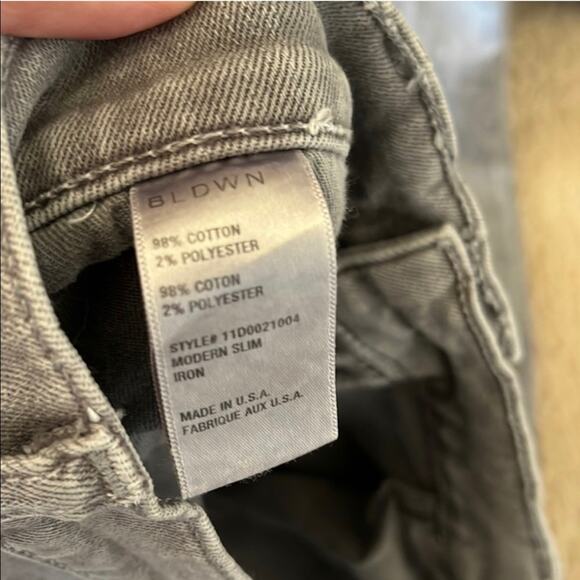 BLDWN
98% COTTON
2% POLYESTER
98% COTON
2% POLYESTER
STYLE# 11D0021004
MODERN SLIM
IRON
MADE IN U.S.A.
FABRIQUE AUX U.S.A.